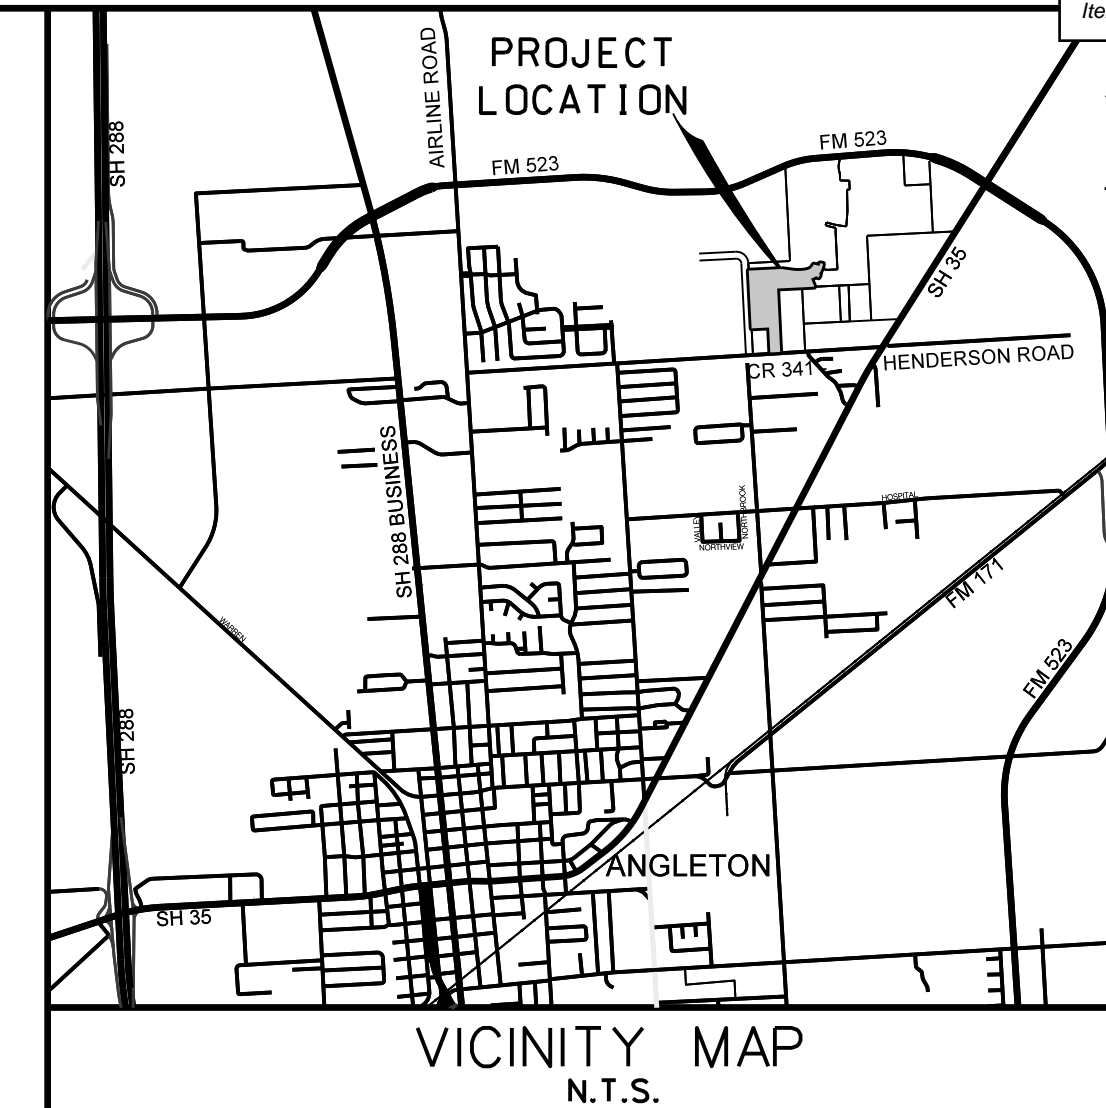 Ite
PROJECT
LOCATION
AIRLINE ROAD
SH 288
FM 523
FM 523
SH 35
CR 341
HENDERSON ROAD
SH 288 BUSINESS
HOSPITAL
VALLEY
NORTHBROOK
NORTHVIEW
FM 171
WARREN
FM 523
SH 288
ANGLETON
SH 35
VICINITY MAP
N.T.S.